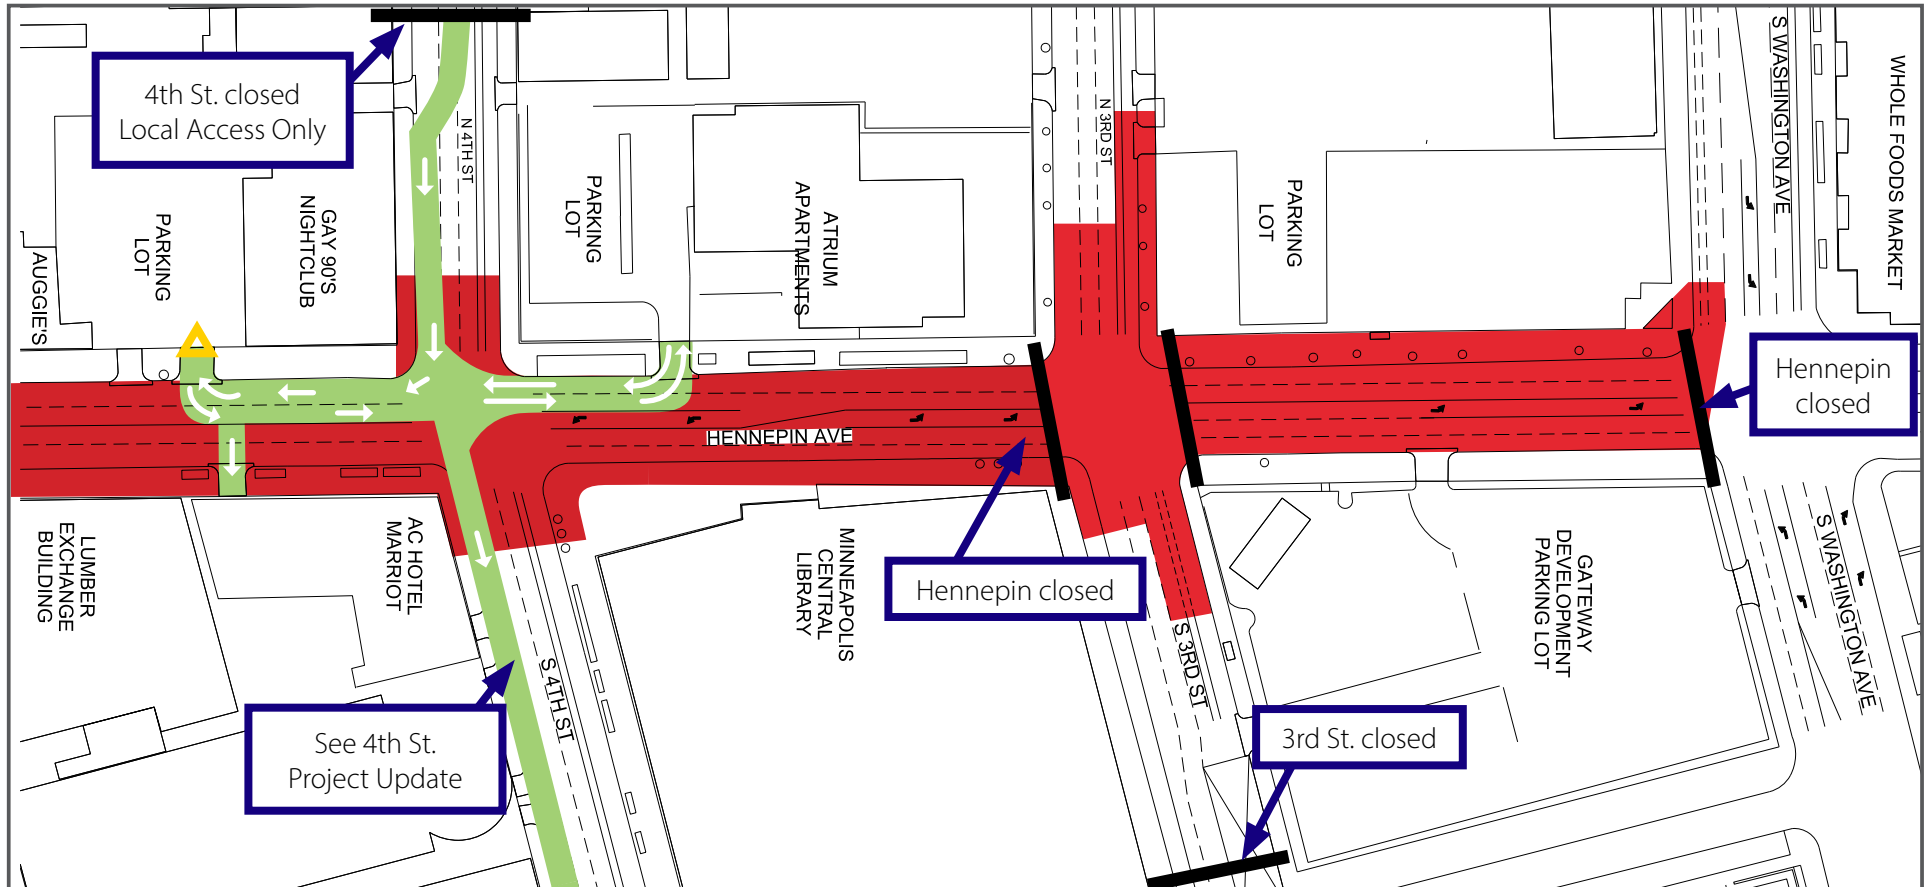 4th St. closed
Local Access Only
N 4TH ST
N 3RD ST
S WASHINGTON AVE
WHOLE FOODS MARKET
AUGGIE'S
PARKING
LOT
GAY 90'S
NIGHTCLUB
PARKING
LOT
ATRIUM
APARTMENTS
PARKING
LOT
Hennepin
closed
HENNEPIN AVE
LUMBER
EXCHANGE
BUILDING
AC HOTEL
MARRIOT
MINNEAPOLIS
CENTRAL
LIBRARY
Hennepin closed
GATEWAY
DEVELOPMENT
PARKING LOT
S WASHINGTON AVE
S 3RD ST
S 4TH ST
See 4th St.
Project Update
3rd St. closed